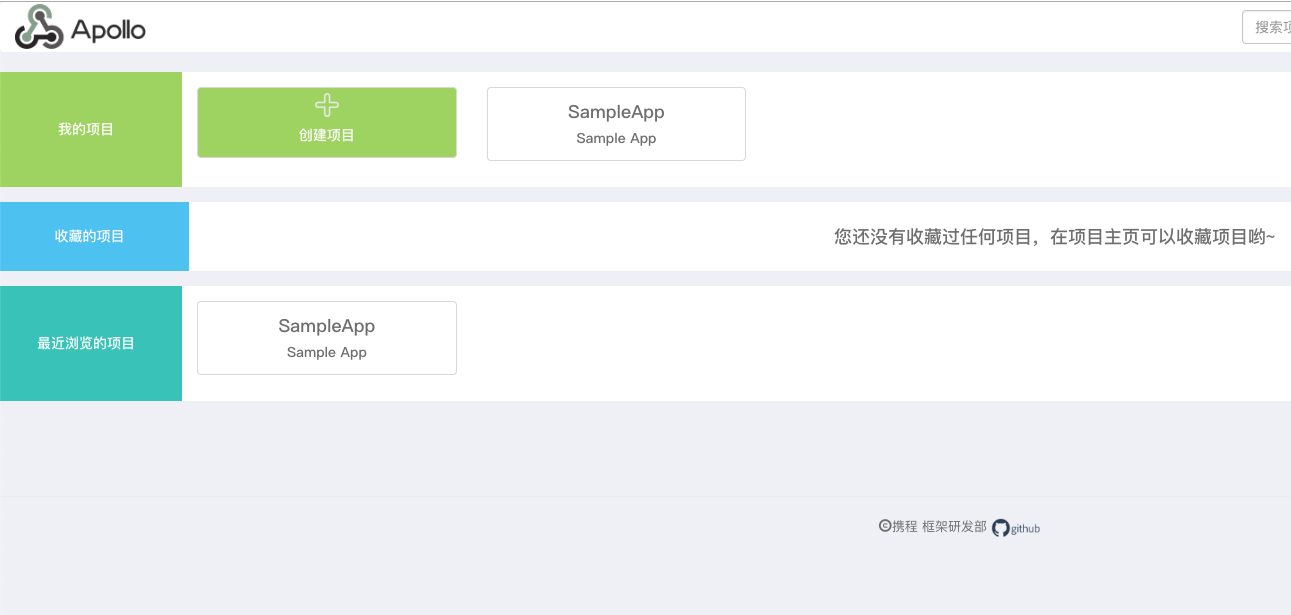 Apollo
搜索项
我的项目
创建项目
SampleApp
Sample App
收藏的项目
您还没有收藏过任何项目，在项目主页可以收藏项目哟~
最近浏览的项目
SampleApp
Sample App
©携程 框架研发部 github